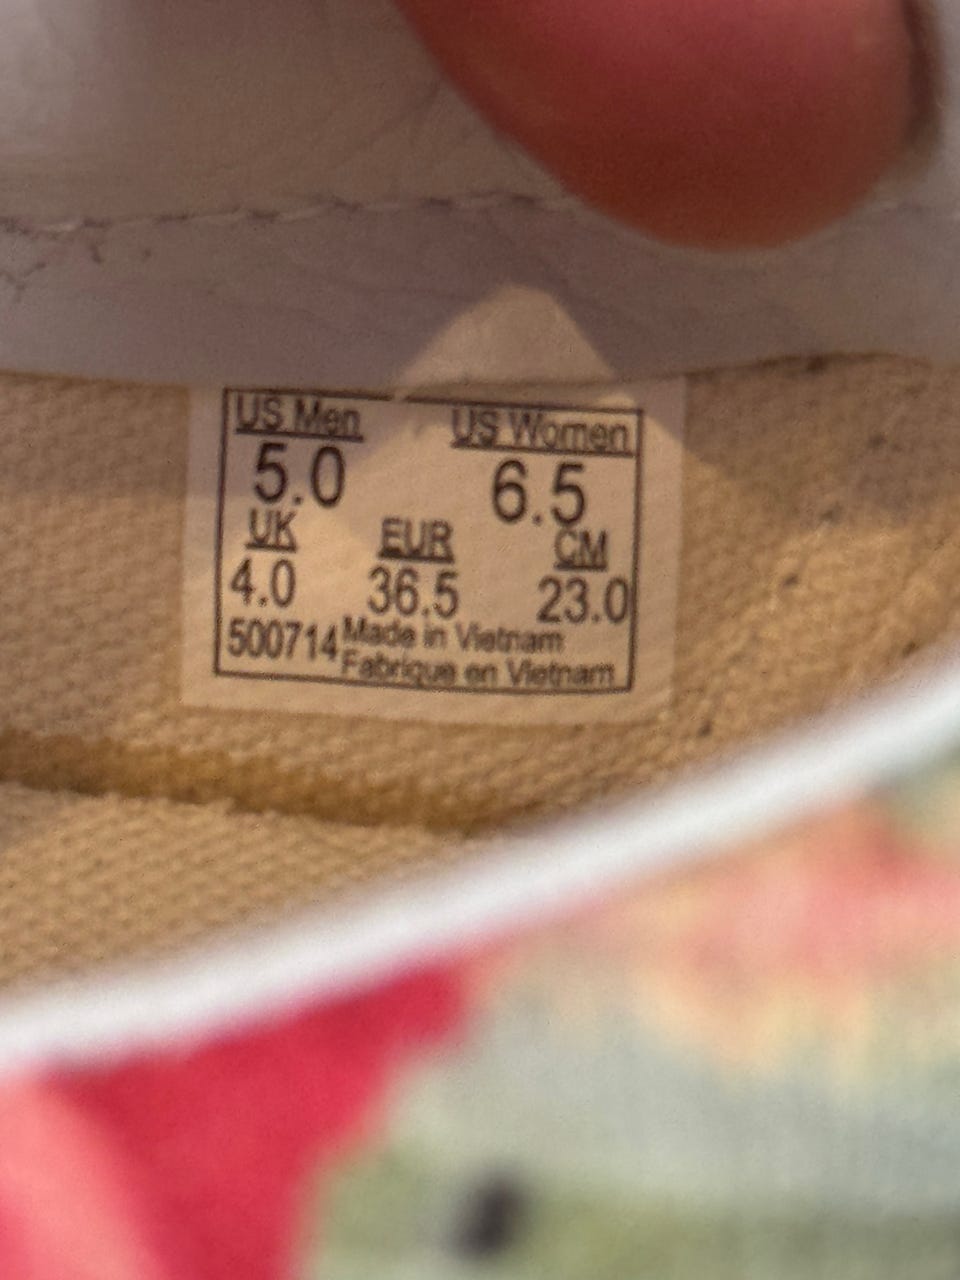 US Men US Women
5.0 6.5
UK EUR CM
4.0 36.5 23.0
500714 Made in Vietnam
Fabrique en Vietnam